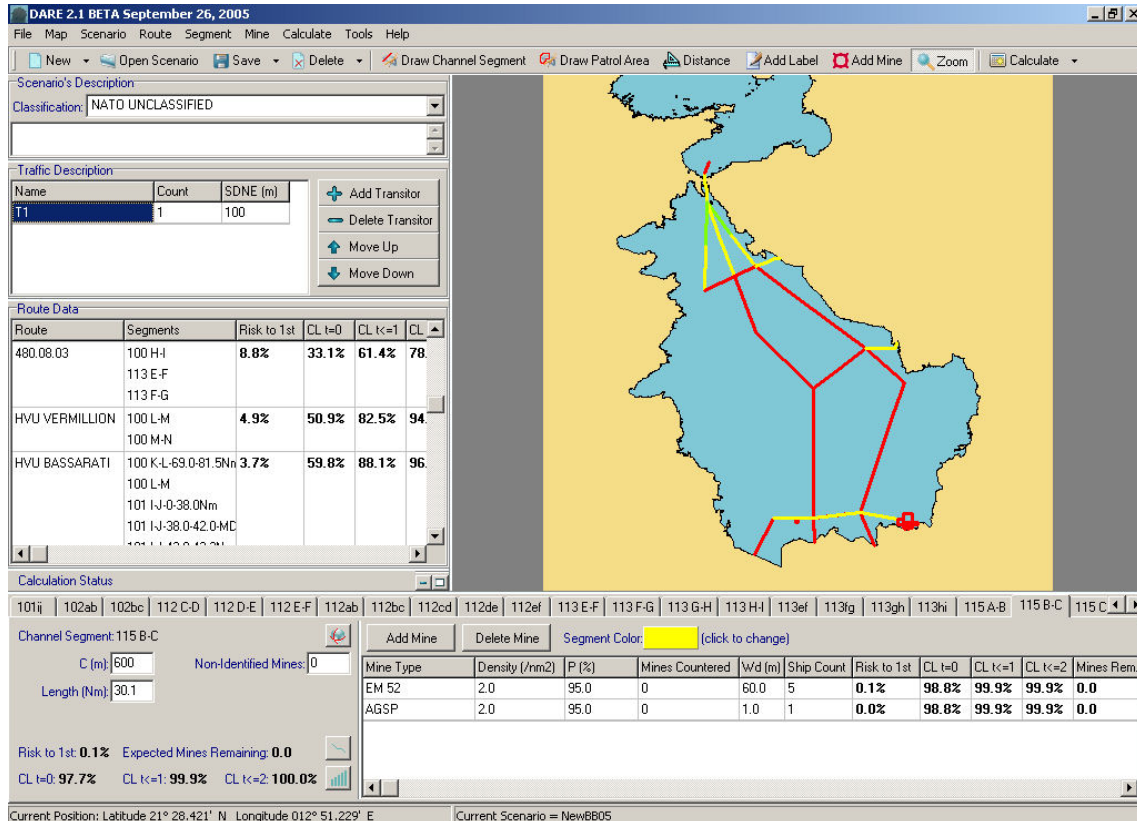 DARE 2.1 BETA September 26, 2005
File Map Scenario Route Segment Mine Calculate Tools Help
New Open Scenario Save Delete Draw Channel Segment Draw Patrol Area Distance Add Label Add Mine Zoom Calculate
Scenario's Description
Classification: NATO UNCLASSIFIED
Traffic Description
Name Count SDNE (m)
T1 1 100
Add Transitor
Delete Transitor
Move Up
Move Down
Route Data
Route Segments Risk to 1st CL t=0 CL t<=1 CL
480.08.03 100 H-I 8.8% 33.1% 61.4% 78.
113 E-F
113 F-G
HVU VERMILLION 100 L-M 4.9% 50.9% 82.5% 94.
100 M-N
HVU BASSARATI 100 K-L-69.0-81.5Nn 3.7% 59.8% 88.1% 96.
100 L-M
101 I-J-0-38.0Nm
101 I-J-38.0-42.0-MD
Calculation Status
101ij 102ab 102bc 112 C-D 112 D-E 112 E-F 112ab 112bc 112cd 112de 112ef 113 E-F 113 F-G 113 G-H 113 H-I 113ef 113fg 113gh 113hi 115 A-B 115 B-C 115 C
Channel Segment: 115 B-C
C (m): 600 Non-Identified Mines: 0
Length (Nm): 30.1
Risk to 1st: 0.1% Expected Mines Remaining: 0.0
CL t=0: 97.7% CL t<=1: 99.9% CL t<=2: 100.0%
Add Mine Delete Mine Segment Color: (click to change)
Mine Type Density (/nm2) P (%) Mines Countered Wd (m) Ship Count Risk to 1st CL t=0 CL t<=1 CL t<=2 Mines Rem.
EM 52 2.0 95.0 0 60.0 5 0.1% 98.8% 99.9% 99.9% 0.0
AGSP 2.0 95.0 0 1.0 1 0.0% 98.8% 99.9% 99.9% 0.0
Current Position: Latitude 21° 28.421' N Longitude 012° 51.229' E Current Scenario = NewBB05